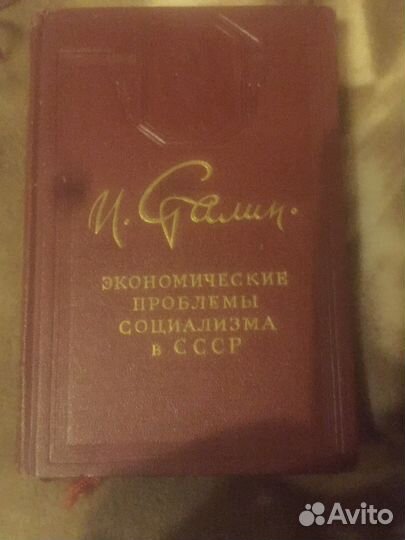 И. Сталин.
ЭКОНОМИЧЕСКИЕ
ПРОБЛЕМЫ
СОЦИАЛИЗМА
в СССР
Avito